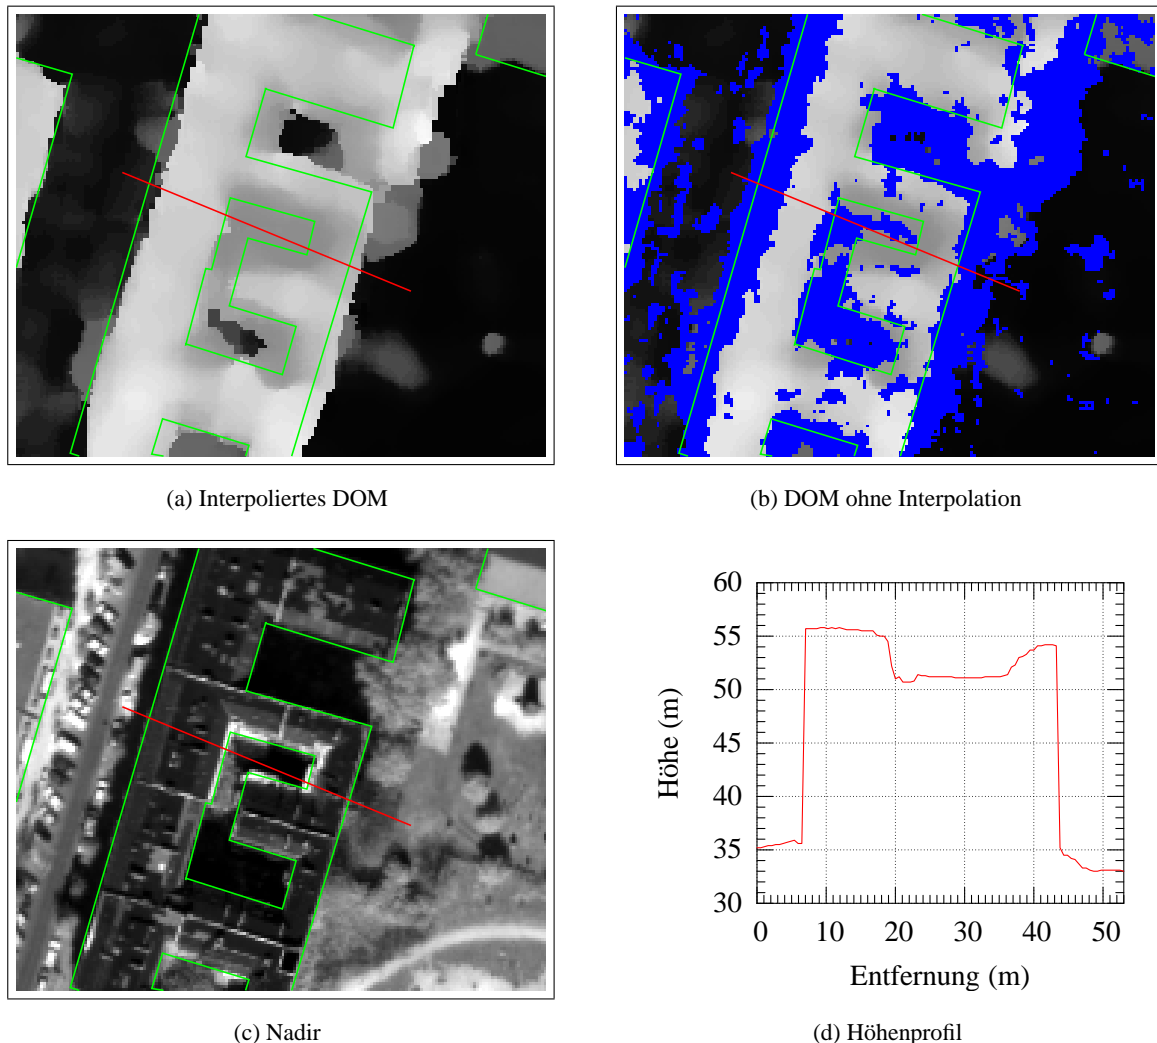 (a) Interpoliertes DOM
(b) DOM ohne Interpolation
(c) Nadir
60
55
50
45
40
35
30
Höhe (m)
0 10 20 30 40 50
Entfernung (m)
(d) Höhenprofil